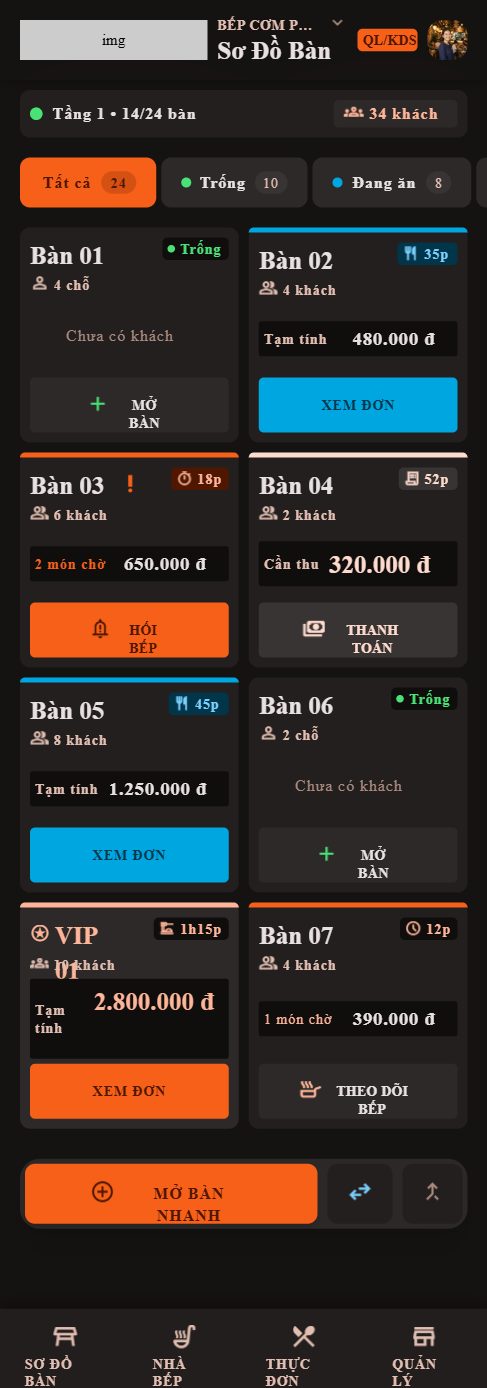 img
BẾP CƠM P...
Sơ Đồ Bàn
QL/KDS
Tầng 1 • 14/24 bàn
34 khách
Tất cả 24
Trống 10
Đang ăn 8
Bàn 01
Trống
4 chỗ
Chưa có khách
MỞ
BÀN
Bàn 02
35p
4 khách
Tạm tính 480.000 đ
XEM ĐƠN
Bàn 03
18p
6 khách
2 món chờ 650.000 đ
HỐI
BẾP
Bàn 04
52p
2 khách
Cần thu 320.000 đ
THANH
TOÁN
Bàn 05
45p
8 khách
Tạm tính 1.250.000 đ
XEM ĐƠN
Bàn 06
Trống
2 chỗ
Chưa có khách
MỞ
BÀN
VIP
01
1h15p
khách
Tạm
tính
2.800.000 đ
XEM ĐƠN
Bàn 07
12p
4 khách
1 món chờ 390.000 đ
THEO DÕI
BẾP
MỞ BÀN
NHANH
SƠ ĐỒ
BÀN
NHÀ
BẾP
THỰC
ĐƠN
QUẢN
LÝ